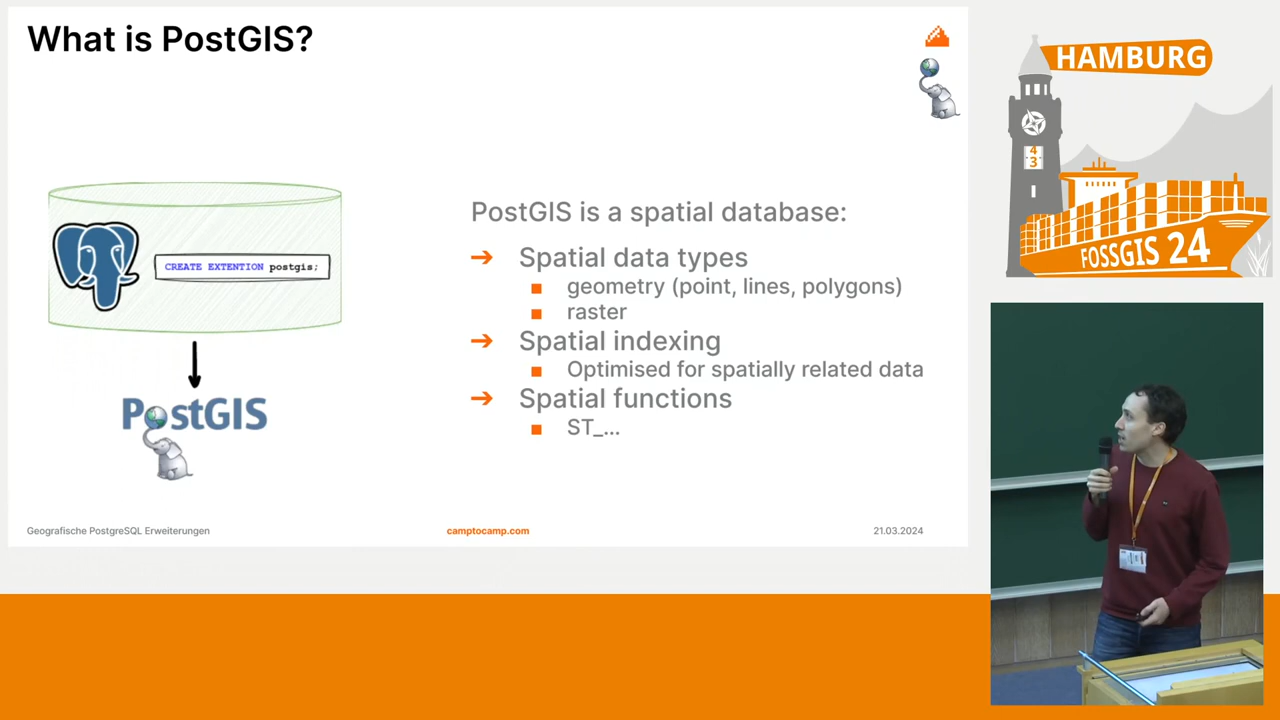 What is PostGIS?
CREATE EXTENTION postgis;
PostGIS
PostGIS is a spatial database:
➔ Spatial data types
■ geometry (point, lines, polygons)
■ raster
➔ Spatial indexing
■ Optimised for spatially related data
➔ Spatial functions
■ ST_...
Geografische PostgreSQL Erweiterungen
camptocamp.com
21.03.2024
HAMBURG
4
3
FOSSGIS 24